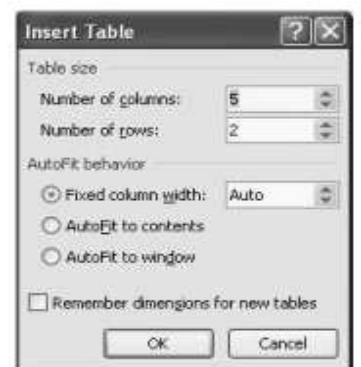 Insert Table
Table size
Number of columns: 5
Number of rows: 2
AutoFit behavior
Fixed column width: Auto
AutoFit to contents
AutoFit to window
Remember dimensions for new tables
OK Cancel